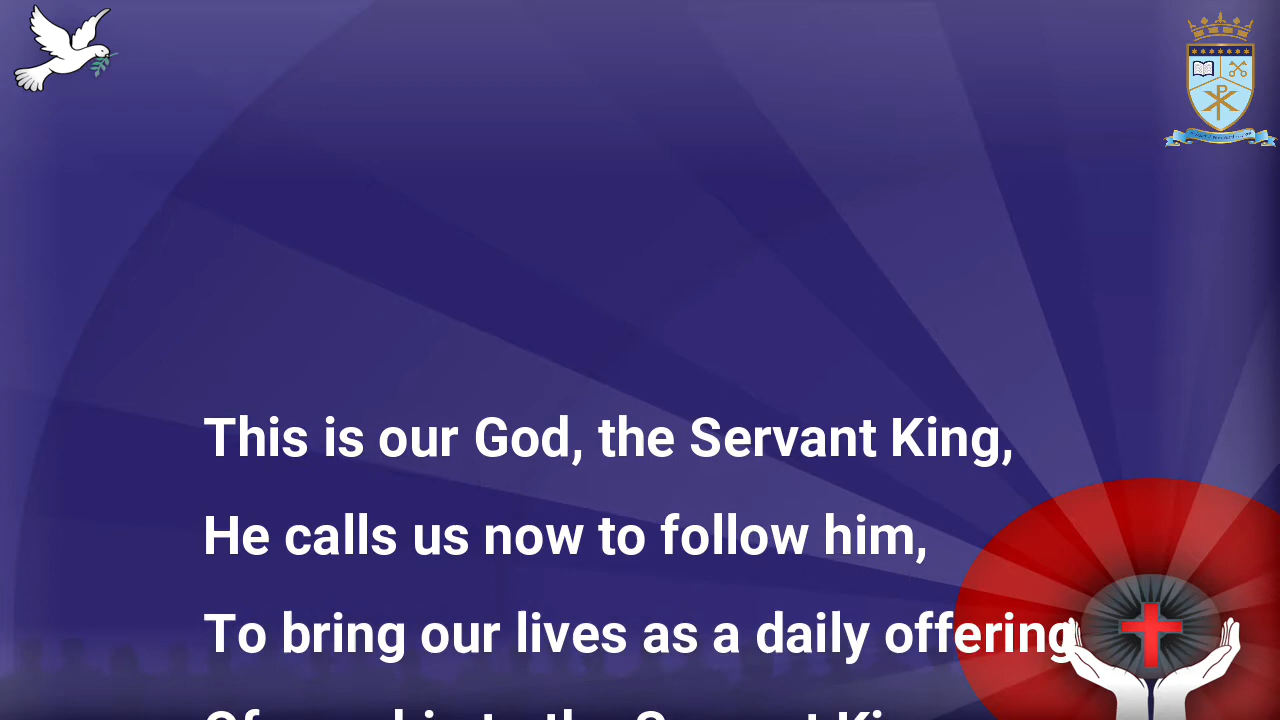 This is our God, the Servant King,
He calls us now to follow him,
To bring our lives as a daily offering